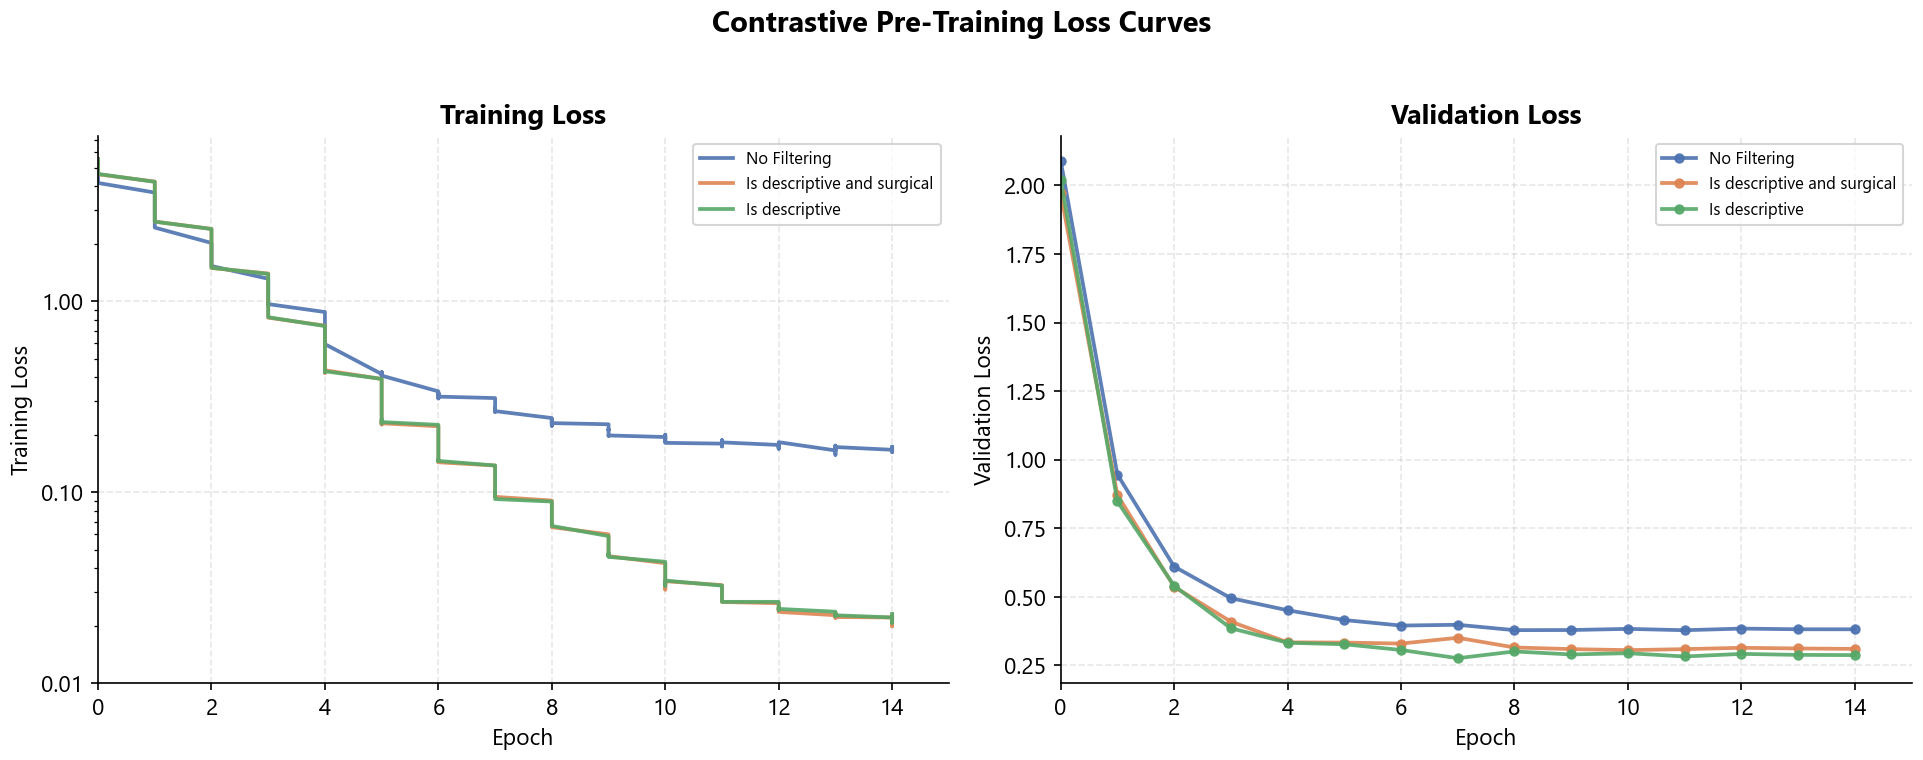 Contrastive Pre-Training Loss Curves
Training Loss
No Filtering
Is descriptive and surgical
Is descriptive
Training Loss
1.00
0.10
0.01
0 2 4 6 8 10 12 14
Epoch
Validation Loss
No Filtering
Is descriptive and surgical
Is descriptive
Validation Loss
2.00
1.75
1.50
1.25
1.00
0.75
0.50
0.25
0 2 4 6 8 10 12 14
Epoch